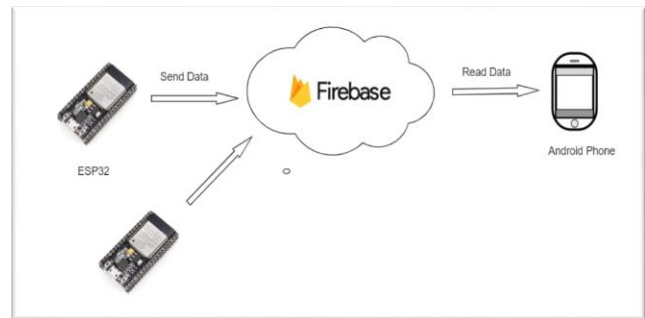 Send Data
Firebase
Read Data
ESP32
Android Phone